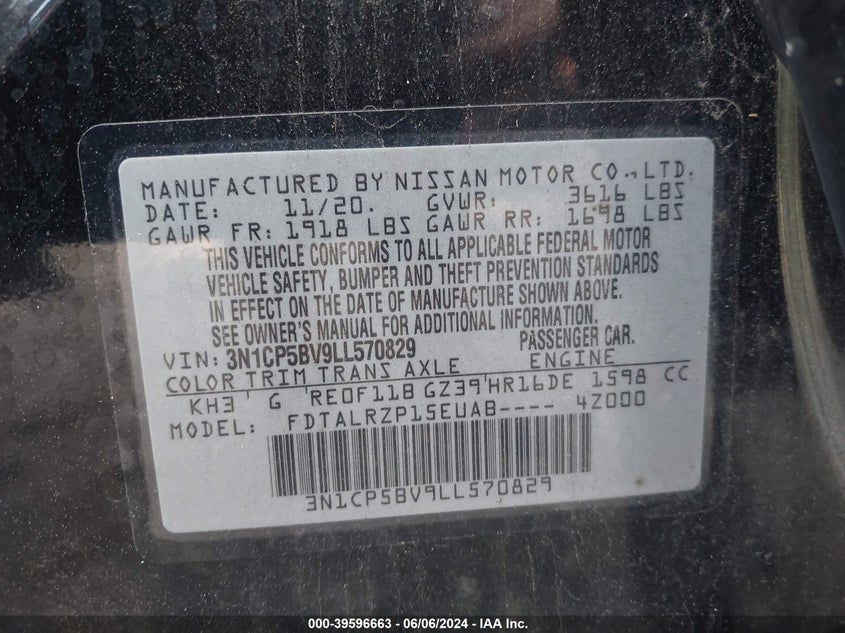 MANUFACTURED BY NISSAN MOTOR CO., LTD.
DATE: 11/20. GVWR: 3616 LBS
GAWR FR: 1918 LBS GAWR RR: 1698 LBS
THIS VEHICLE CONFORMS TO ALL APPLICABLE FEDERAL MOTOR
VEHICLE SAFETY, BUMPER AND THEFT PREVENTION STANDARDS
IN EFFECT ON THE DATE OF MANUFACTURE SHOWN ABOVE.
SEE OWNER'S MANUAL FOR ADDITIONAL INFORMATION.
VIN: 3N1CP5BV9LL570829 PASSENGER CAR.
COLOR TRIM TRANS AXLE ENGINE
KH3 G RE0F11B GZ39 HR16DE 1598 CC
MODEL: FDTALRZP15EUAB---- 4Z000
3N1CP5BV9LL570829
000-39596663 - 06/06/2024 - IAA Inc.